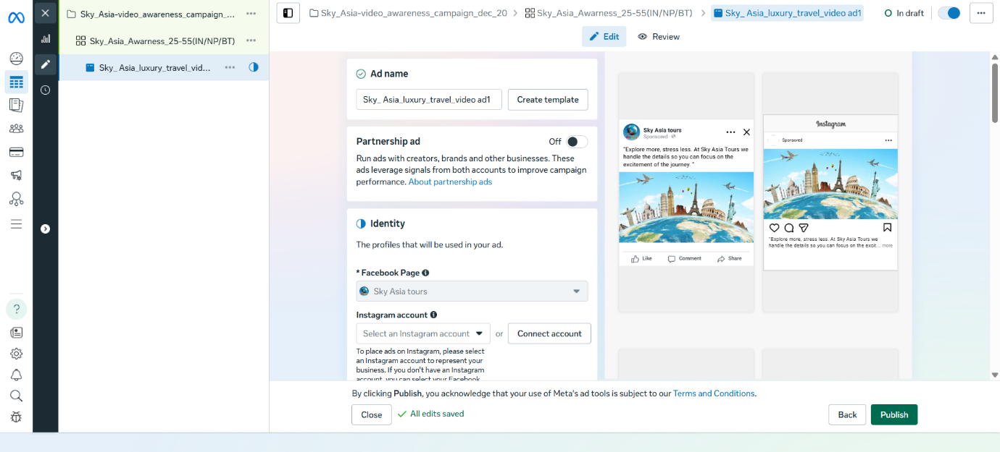 Sky_Asia-video_awareness_campaign_...
Sky_Asia_Awarness_25-55(IN/NP/BT)
Sky_ Asia_luxury_travel_vid...
Sky_Asia-video_awareness_campaign_dec_20
Sky_Asia_Awarness_25-55(IN/NP/BT)
Sky_ Asia_luxury_travel_video ad1
In draft
Edit
Review
Ad name
Sky_ Asia_luxury_travel_video ad1
Create template
Partnership ad
Off
Run ads with creators, brands and other businesses. These
ads leverage signals from both accounts to improve campaign
performance. About partnership ads
Identity
The profiles that will be used in your ad.
* Facebook Page
Sky Asia tours
Instagram account
Select an Instagram account
or
Connect account
To place ads on Instagram, please select
an Instagram account to represent your
business. If you don't have an Instagram
account, you can select your Facebook
Sky Asia tours
Sponsored ·
"Explore more, stress less. At Sky Asia Tours we
handle the details so you can focus on the
excitement of the journey. "
Like
Comment
Share
Instagram
Sponsored
"Explore more, stress less. At Sky Asia Tours we
handle the details so you can focus on the excit... more
By clicking Publish, you acknowledge that your use of Meta's ad tools is subject to our Terms and Conditions.
Close
All edits saved
Back
Publish